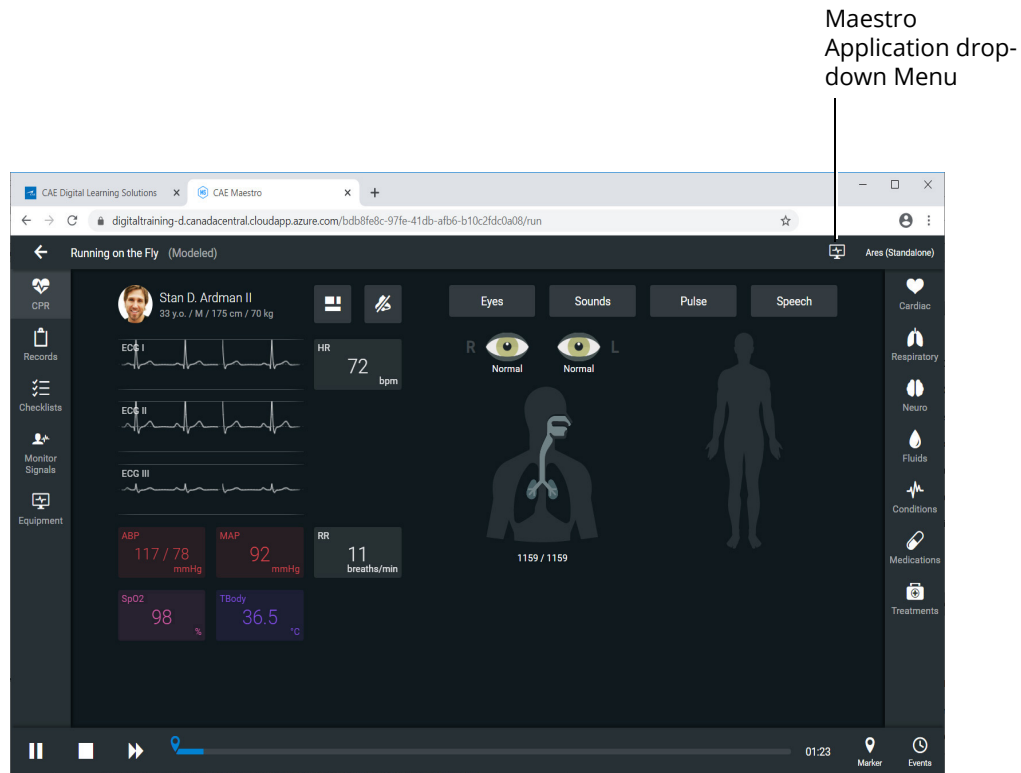 Maestro
Application drop-
down Menu
CAE Digital Learning Solutions
CAE Maestro
digitaltraining-d.canadacentral.cloudapp.azure.com/bdb8fe8c-97fe-41db-afb6-b10c2fdc0a08/run
Running on the Fly (Modeled)
Ares (Standalone)
CPR
Records
Checklists
Monitor
Signals
Equipment
Stan D. Ardman II
33 y.o. / M / 175 cm / 70 kg
ECG I
HR
72
bpm
ECG II
ECG III
ABP
117 / 78
mmHg
MAP
92
mmHg
RR
11
breaths/min
SpO2
98
%
TBody
36.5
°C
Eyes
Sounds
Pulse
Speech
R
L
Normal
Normal
1159 / 1159
Cardiac
Respiratory
Neuro
Fluids
Conditions
Medications
Treatments
01:23
Marker
Events